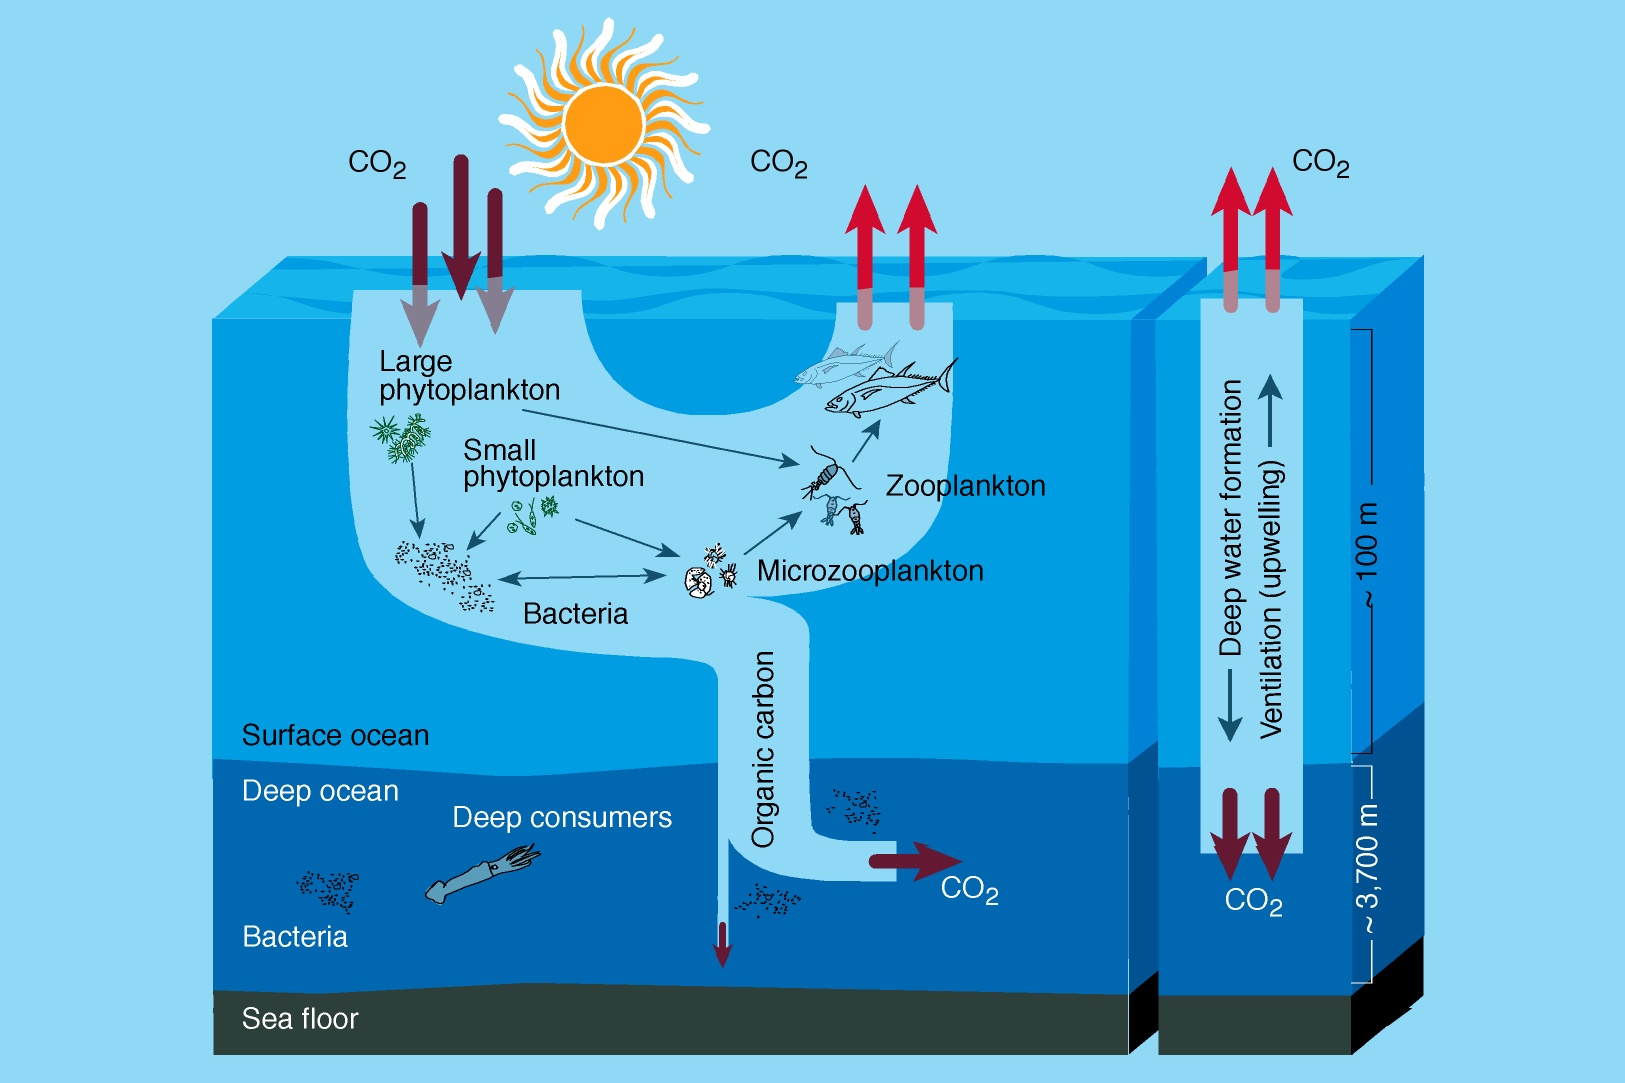 CO2
CO2
CO2
Large
phytoplankton
Small
phytoplankton
Zooplankton
Microzooplankton
Bacteria
Organic carbon
Surface ocean
Deep ocean
Deep consumers
Bacteria
CO2
Sea floor
Deep water formation
Ventilation (upwelling)
CO2
~ 100 m
~ 3,700 m